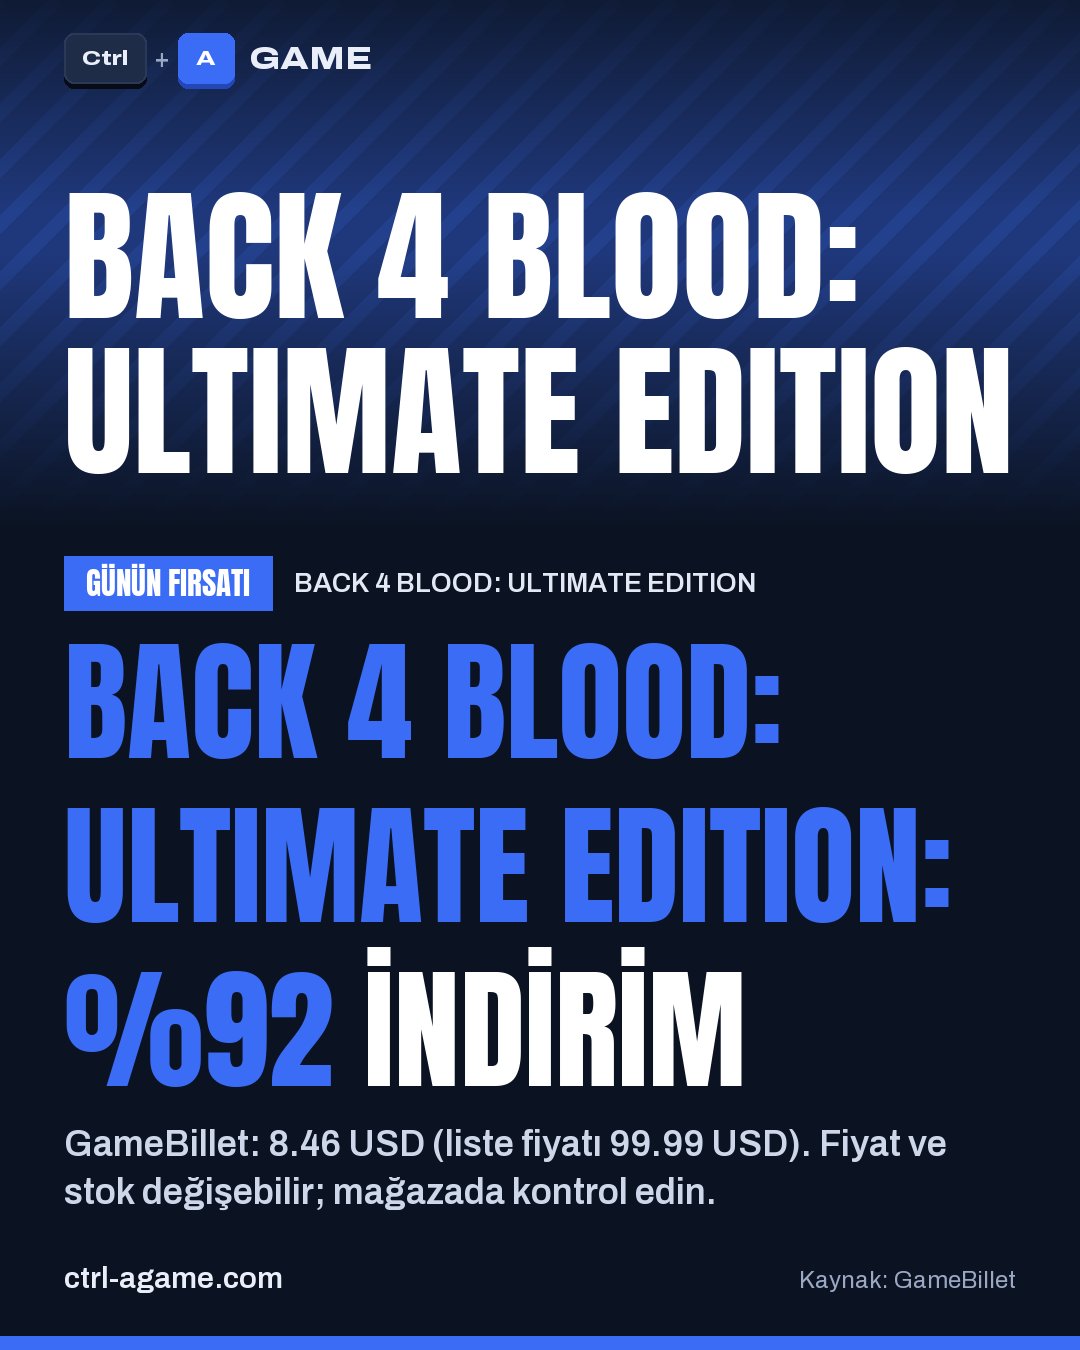 Ctrl + A GAME
BACK 4 BLOOD:
ULTIMATE EDITION
GÜNÜN FIRSATI BACK 4 BLOOD: ULTIMATE EDITION
BACK 4 BLOOD:
ULTIMATE EDITION:
%92 İNDİRİM
GameBillet: 8.46 USD (liste fiyatı 99.99 USD). Fiyat ve
stok değişebilir; mağazada kontrol edin.
ctrl-agame.com Kaynak: GameBillet